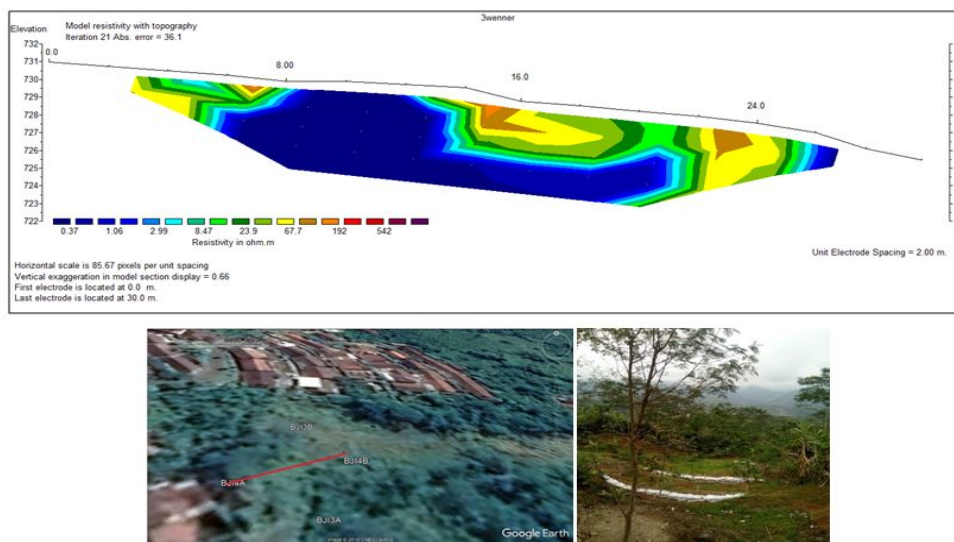 3wenner
Elevation
Model resistivity with topography
Iteration 21 Abs. error = 36.1
732
731
730
729
728
727
726
725
724
723
722
0.0
8.00
16.0
24.0
0.37 1.06 2.99 8.47 23.9 67.7 192 542
Resistivity in ohm.m
Unit Electrode Spacing = 2.00 m.
Horizontal scale is 85.67 pixels per unit spacing
Vertical exaggeration in model section display = 0.66
First electrode is located at 0.0 m.
Last electrode is located at 30.0 m.
BJI3B
BJI4B
BJI4A
BJI3A
Google Earth